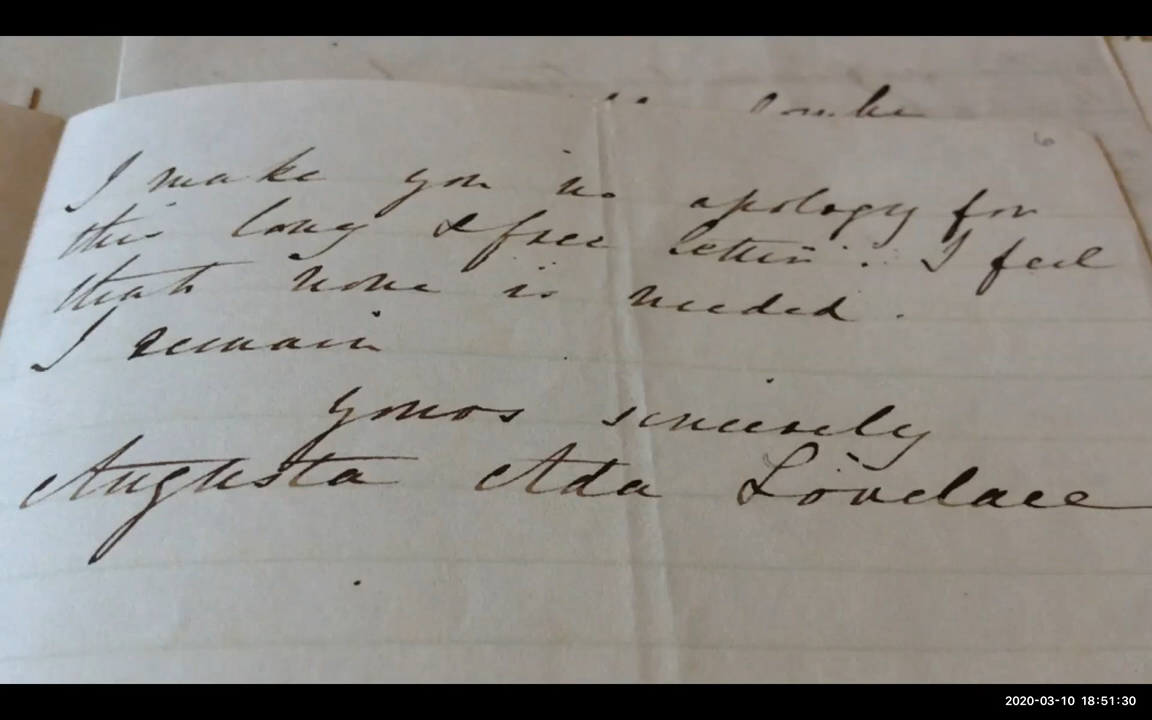 6
I make you no apology for
this long & free letter. I feel
that none is needed.
I remain
yours sincerely
Augusta Ada Lovelace
2020-03-10 18:51:30